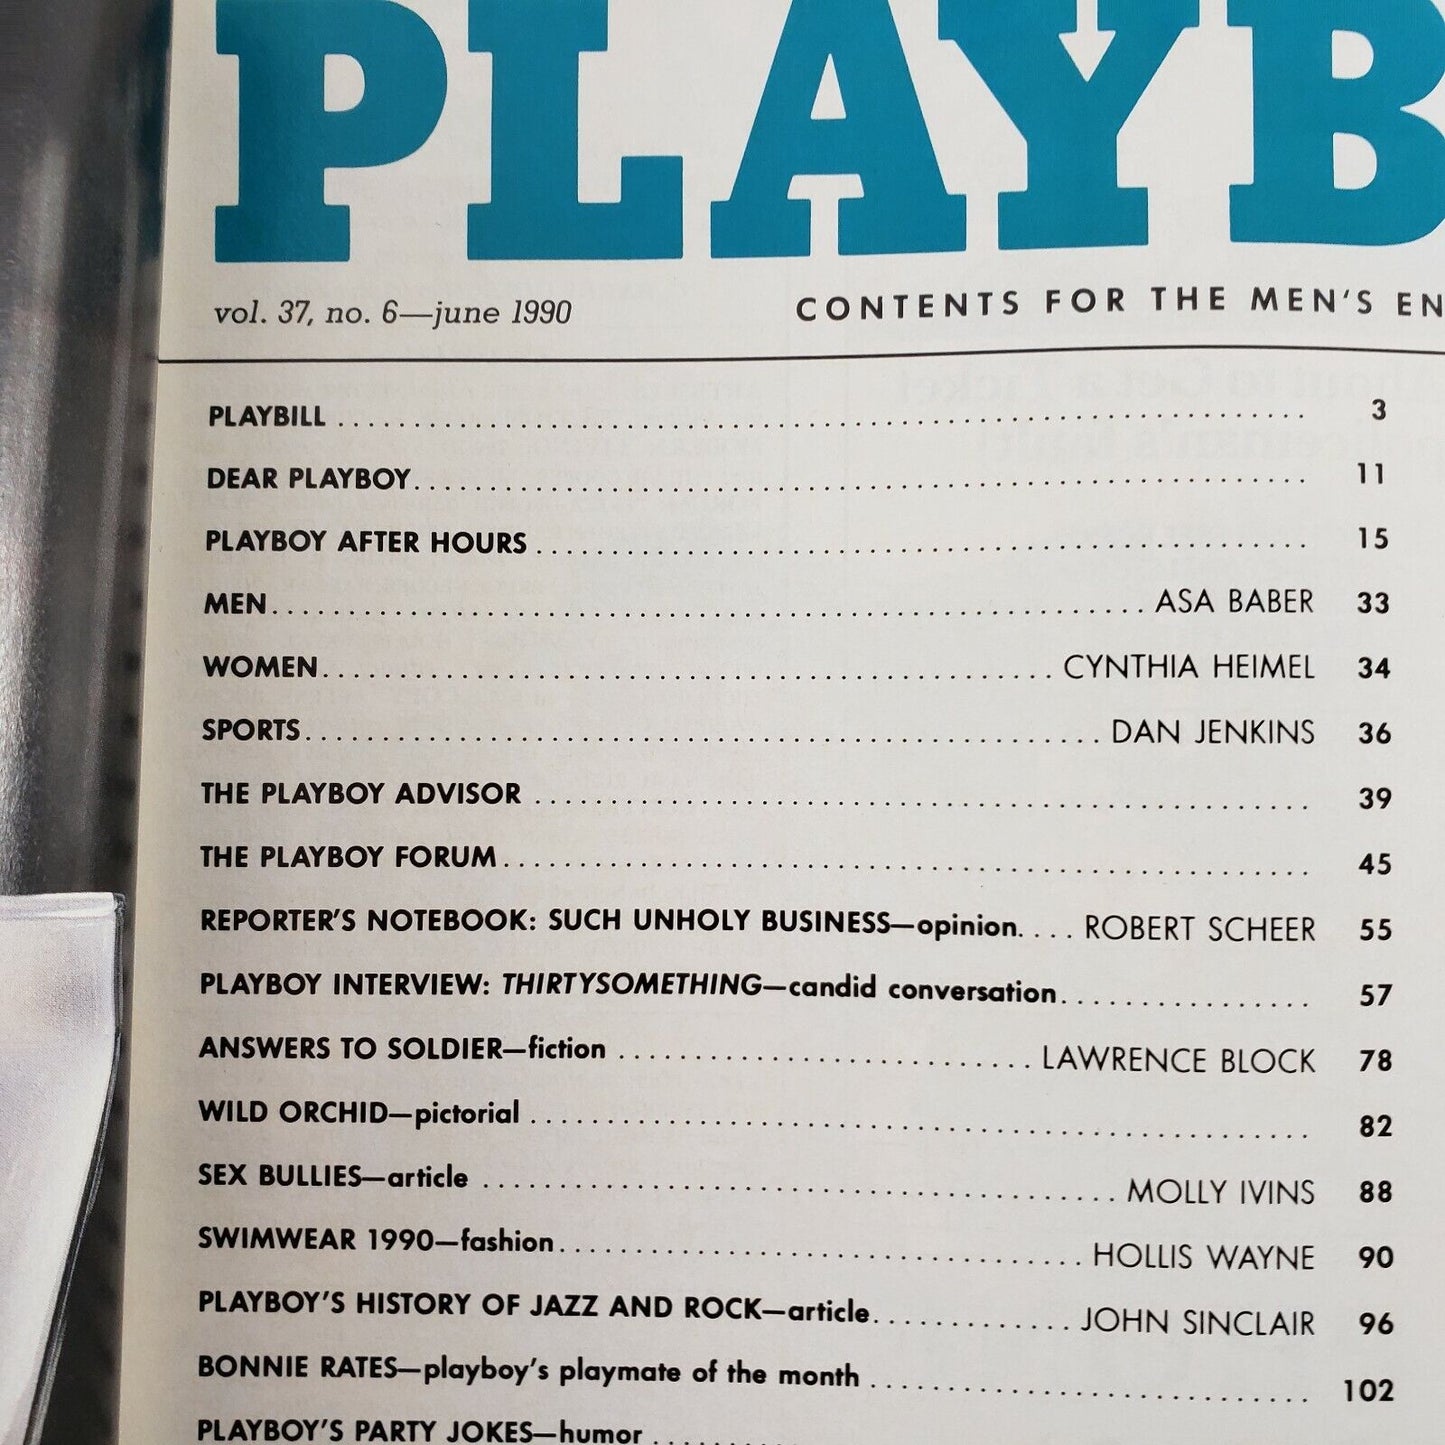 PLAYB
vol. 37, no. 6—june 1990
CONTENTS FOR THE MEN'S EN
PLAYBILL 3
DEAR PLAYBOY 11
PLAYBOY AFTER HOURS 15
MEN ASA BABER 33
WOMEN CYNTHIA HEIMEL 34
SPORTS DAN JENKINS 36
THE PLAYBOY ADVISOR 39
THE PLAYBOY FORUM 45
REPORTER'S NOTEBOOK: SUCH UNHOLY BUSINESS—opinion ROBERT SCHEER 55
PLAYBOY INTERVIEW: THIRTYSOMETHING—candid conversation 57
ANSWERS TO SOLDIER—fiction LAWRENCE BLOCK 78
WILD ORCHID—pictorial 82
SEX BULLIES—article MOLLY IVINS 88
SWIMWEAR 1990—fashion HOLLIS WAYNE 90
PLAYBOY'S HISTORY OF JAZZ AND ROCK—article JOHN SINCLAIR 96
BONNIE RATES—playboy's playmate of the month 102
PLAYBOY'S PARTY JOKES—humor